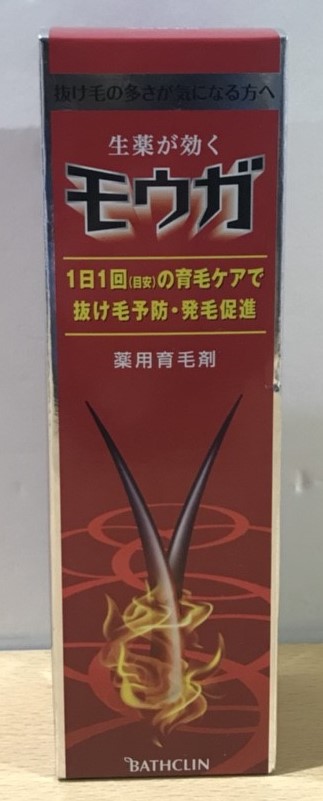 抜け毛の多さが気になる方へ
生薬が効く
モウガ
1日1回(目安)の育毛ケアで
抜け毛予防・発毛促進
薬用育毛剤
BATHCLIN